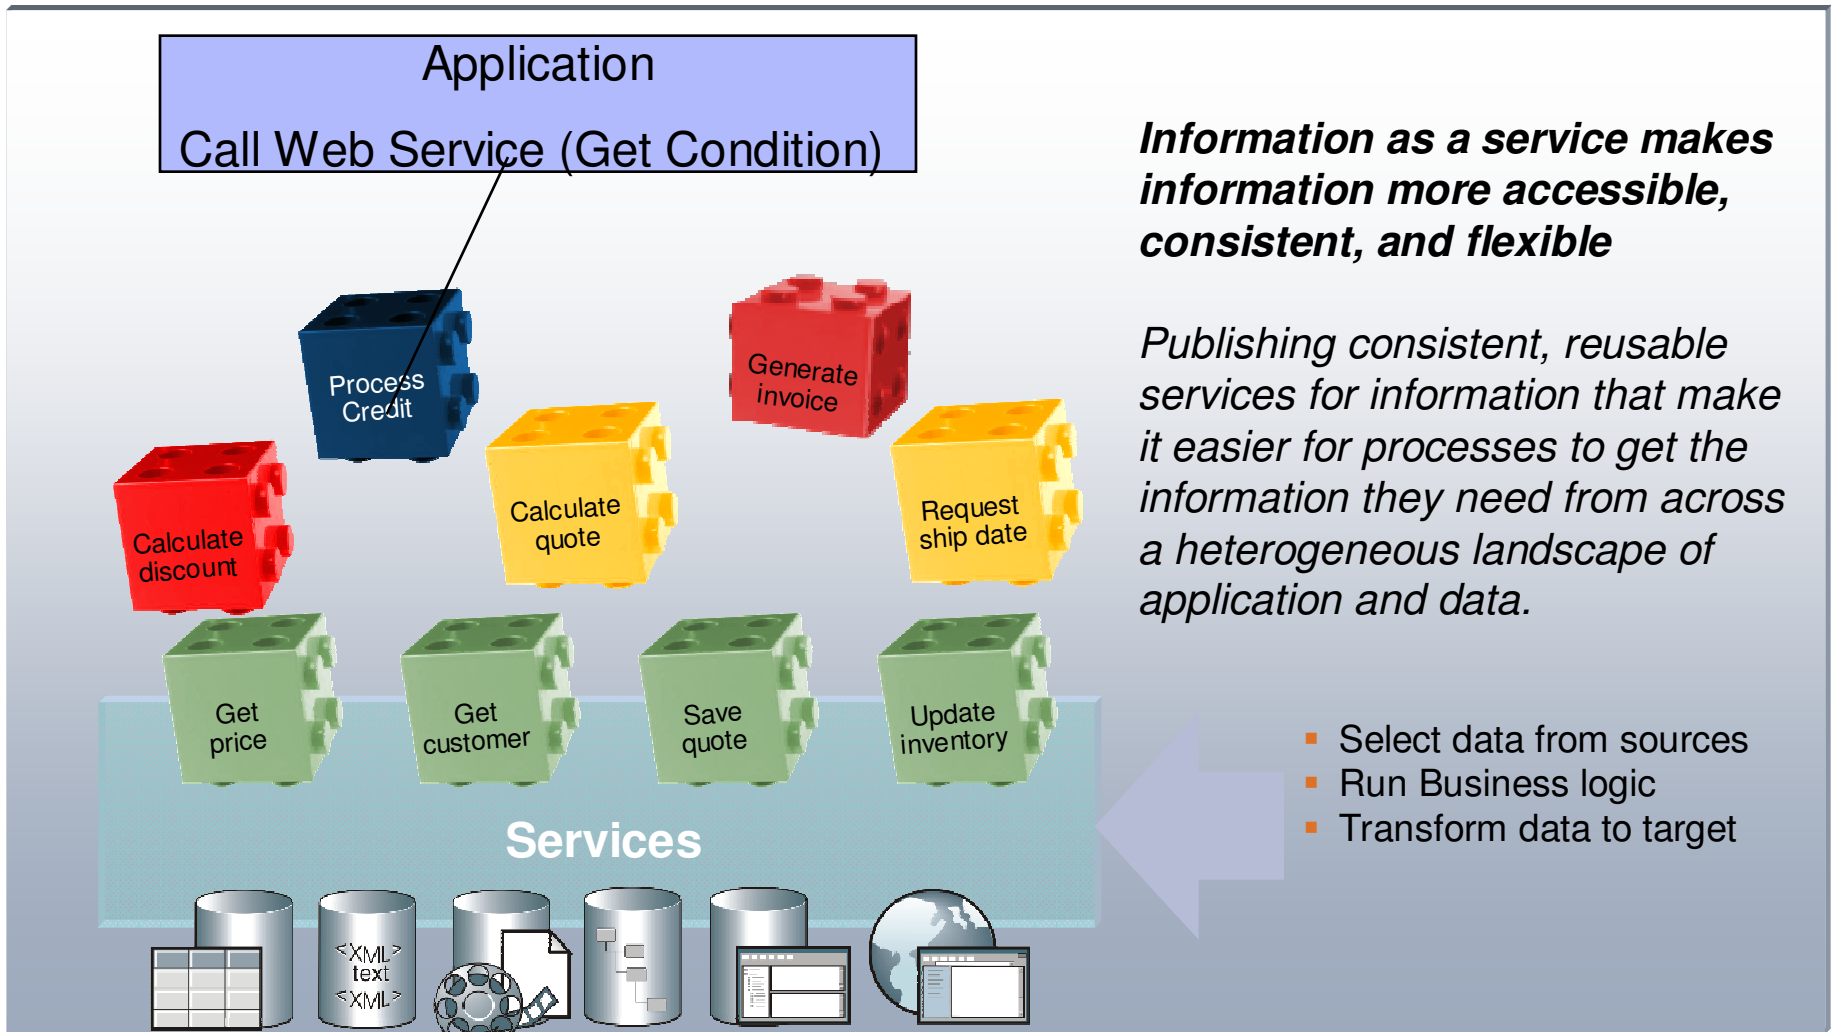 Application
Call Web Service (Get Condition)
Information as a service makes
information more accessible,
consistent, and flexible
Publishing consistent, reusable
services for information that make
it easier for processes to get the
information they need from across
a heterogeneous landscape of
application and data.
Process
Credit
Generate
invoice
Calculate
discount
Calculate
quote
Request
ship date
Get
price
Get
customer
Save
quote
Update
inventory
Services
▪ Select data from sources
▪ Run Business logic
▪ Transform data to target
<XML>
text
<XML>